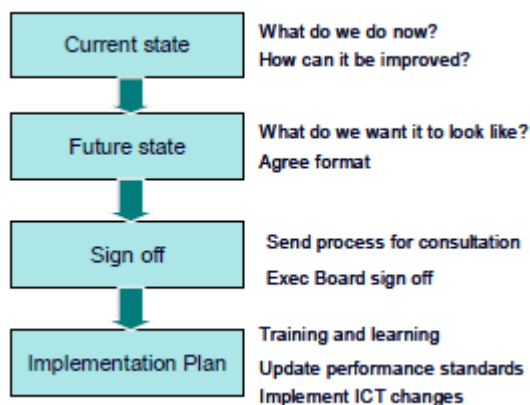 Current state
What do we do now?
How can it be improved?
Future state
What do we want it to look like?
Agree format
Sign off
Send process for consultation
Exec Board sign off
Implementation Plan
Training and learning
Update performance standards
Implement ICT changes